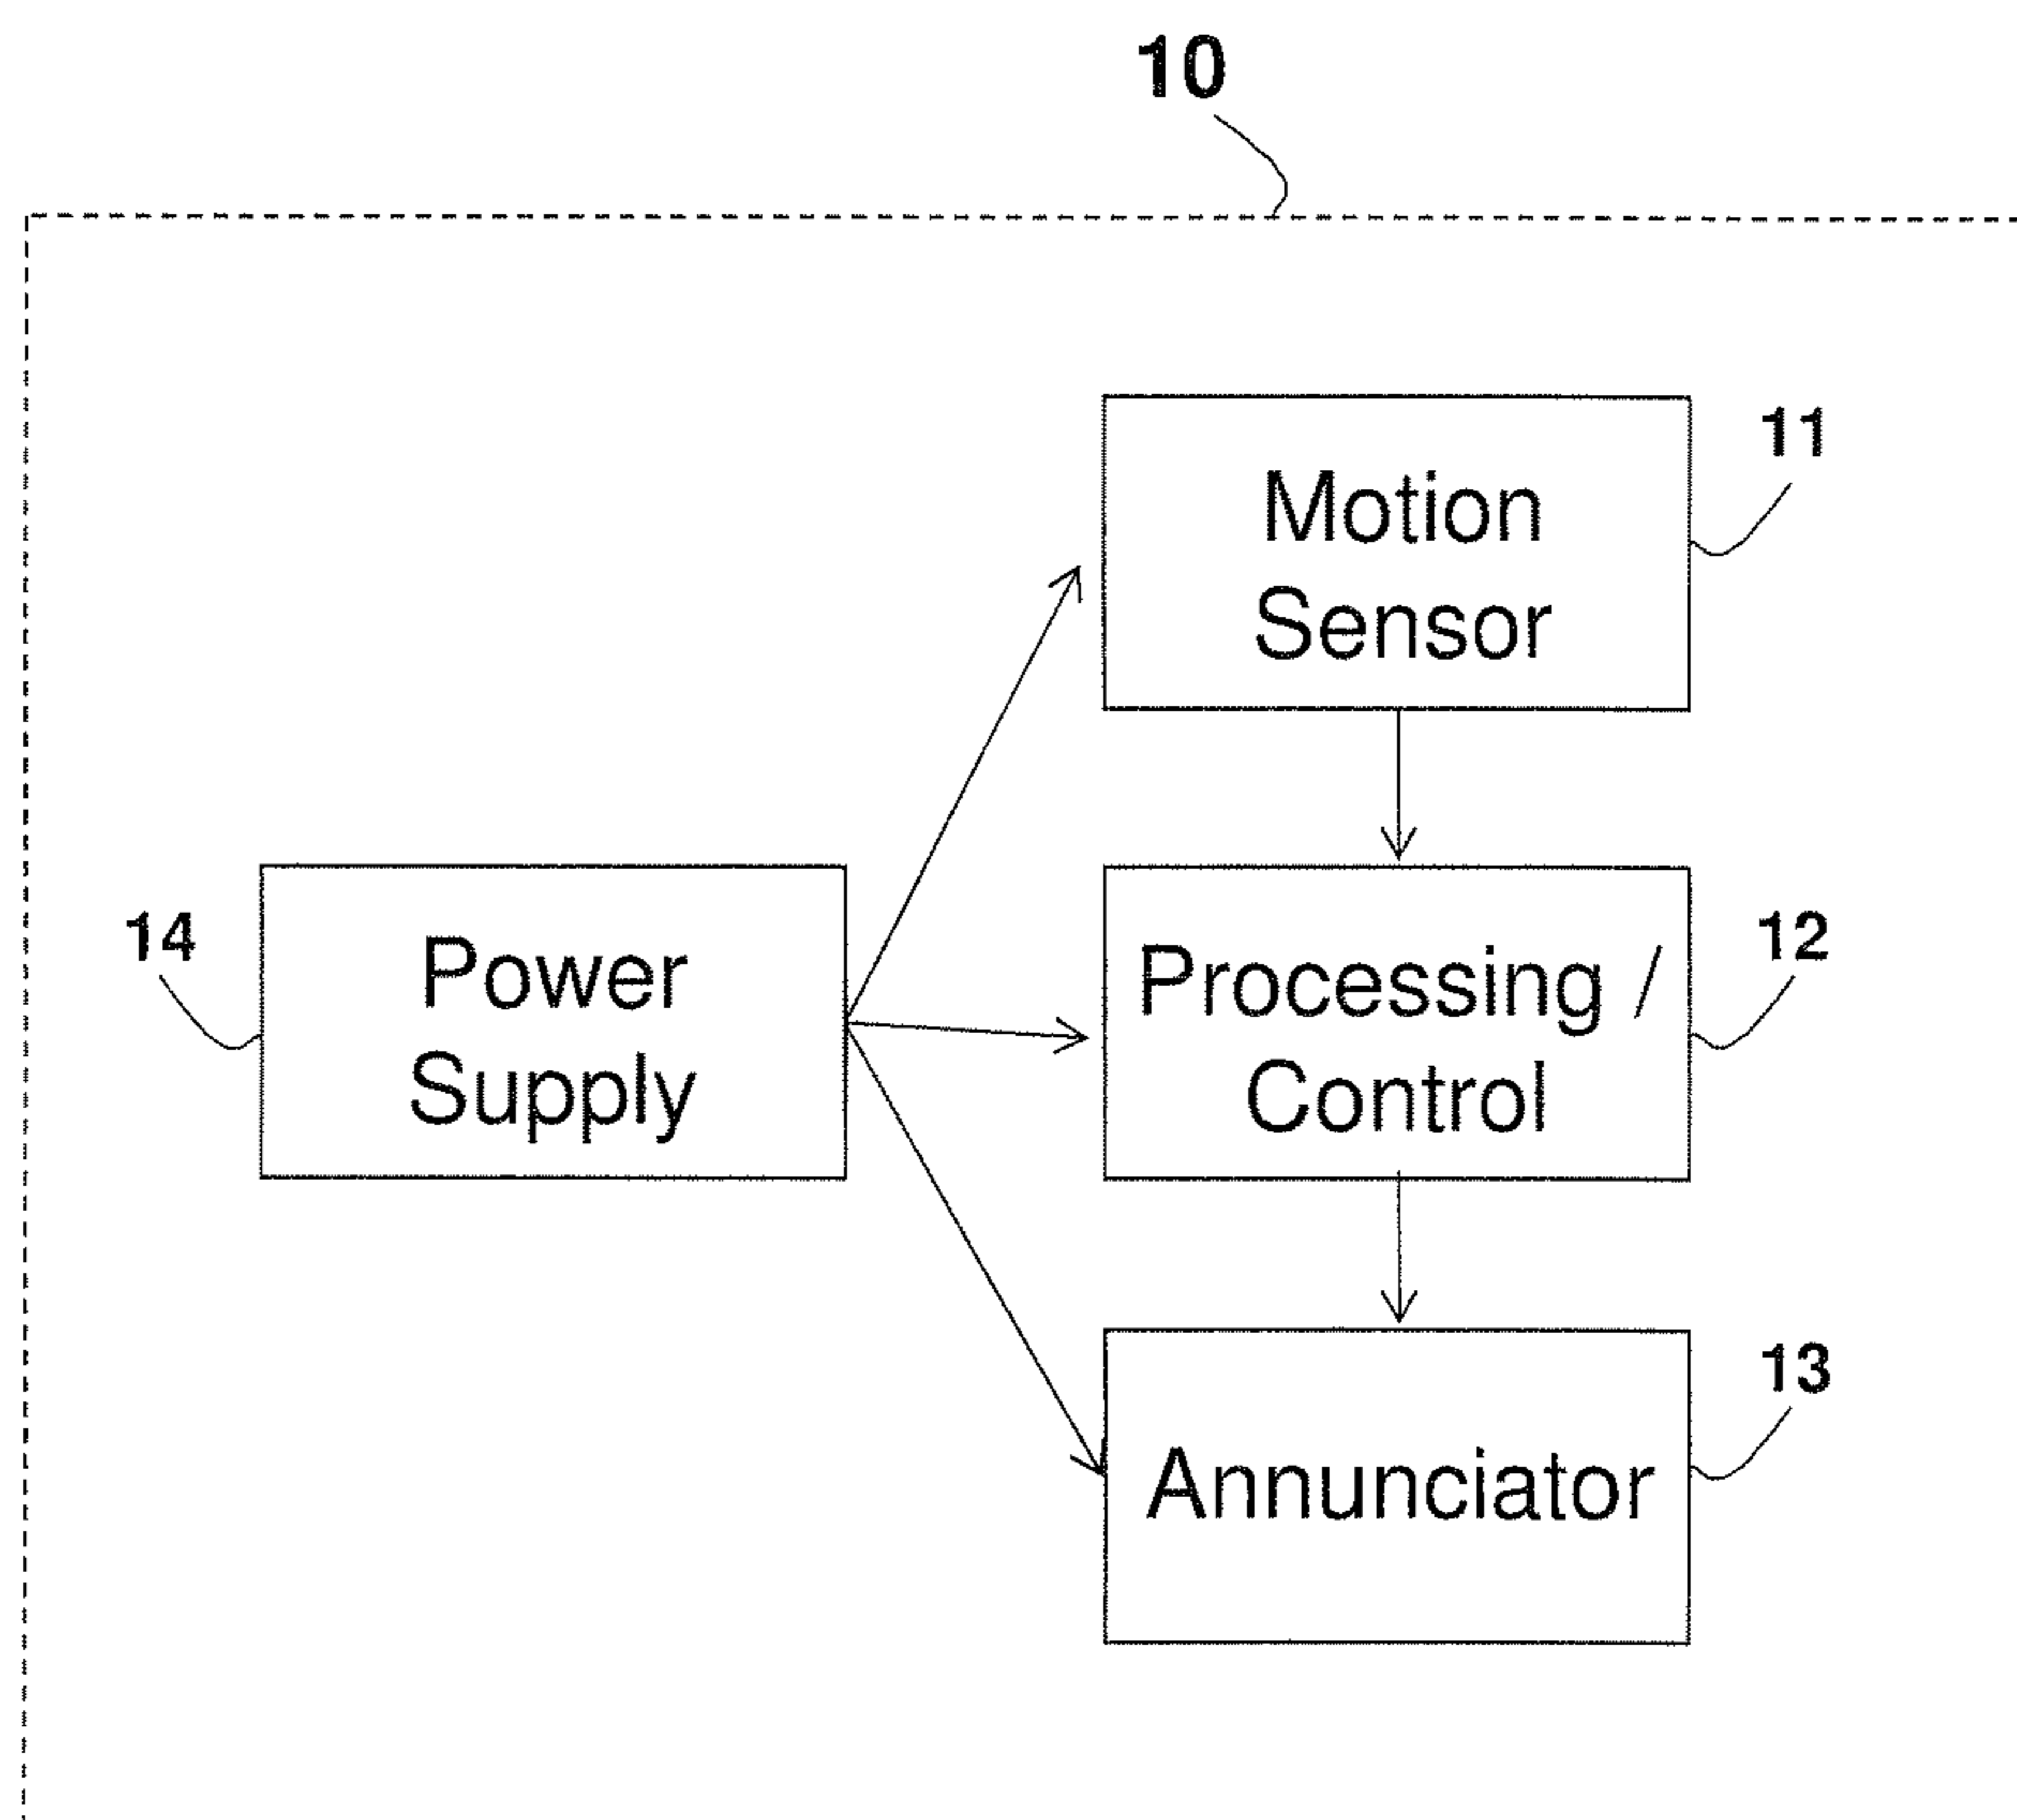 10
Motion
Sensor
11
Power
Supply
14
Processing /
Control
12
Annunciator
13